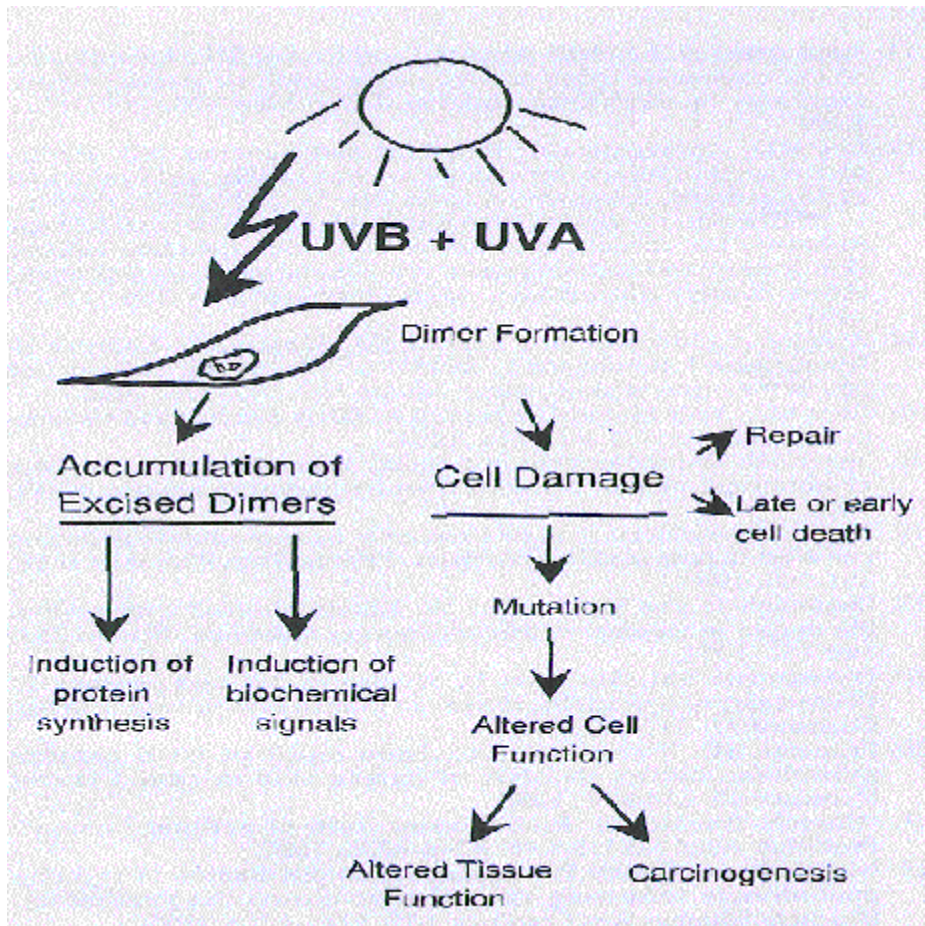 UVB + UVA
Dimer Formation
Accumulation of
Excised Dimers
Cell Damage
Repair
Late or early
cell death
Mutation
Induction of
protein
synthesis
Induction of
biochemical
signals
Altered Cell
Function
Altered Tissue
Function
Carcinogenesis